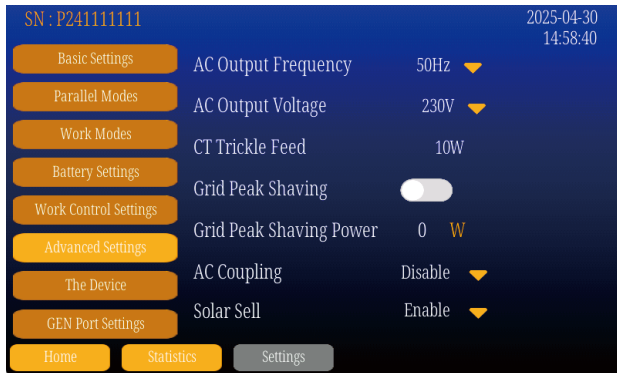 SN : P241111111
2025-04-30
14:58:40
Basic Settings
Parallel Modes
Work Modes
Battery Settings
Work Control Settings
Advanced Settings
The Device
GEN Port Settings
AC Output Frequency 50Hz
AC Output Voltage 230V
CT Trickle Feed 10W
Grid Peak Shaving
Grid Peak Shaving Power 0 W
AC Coupling Disable
Solar Sell Enable
Home Statistics Settings